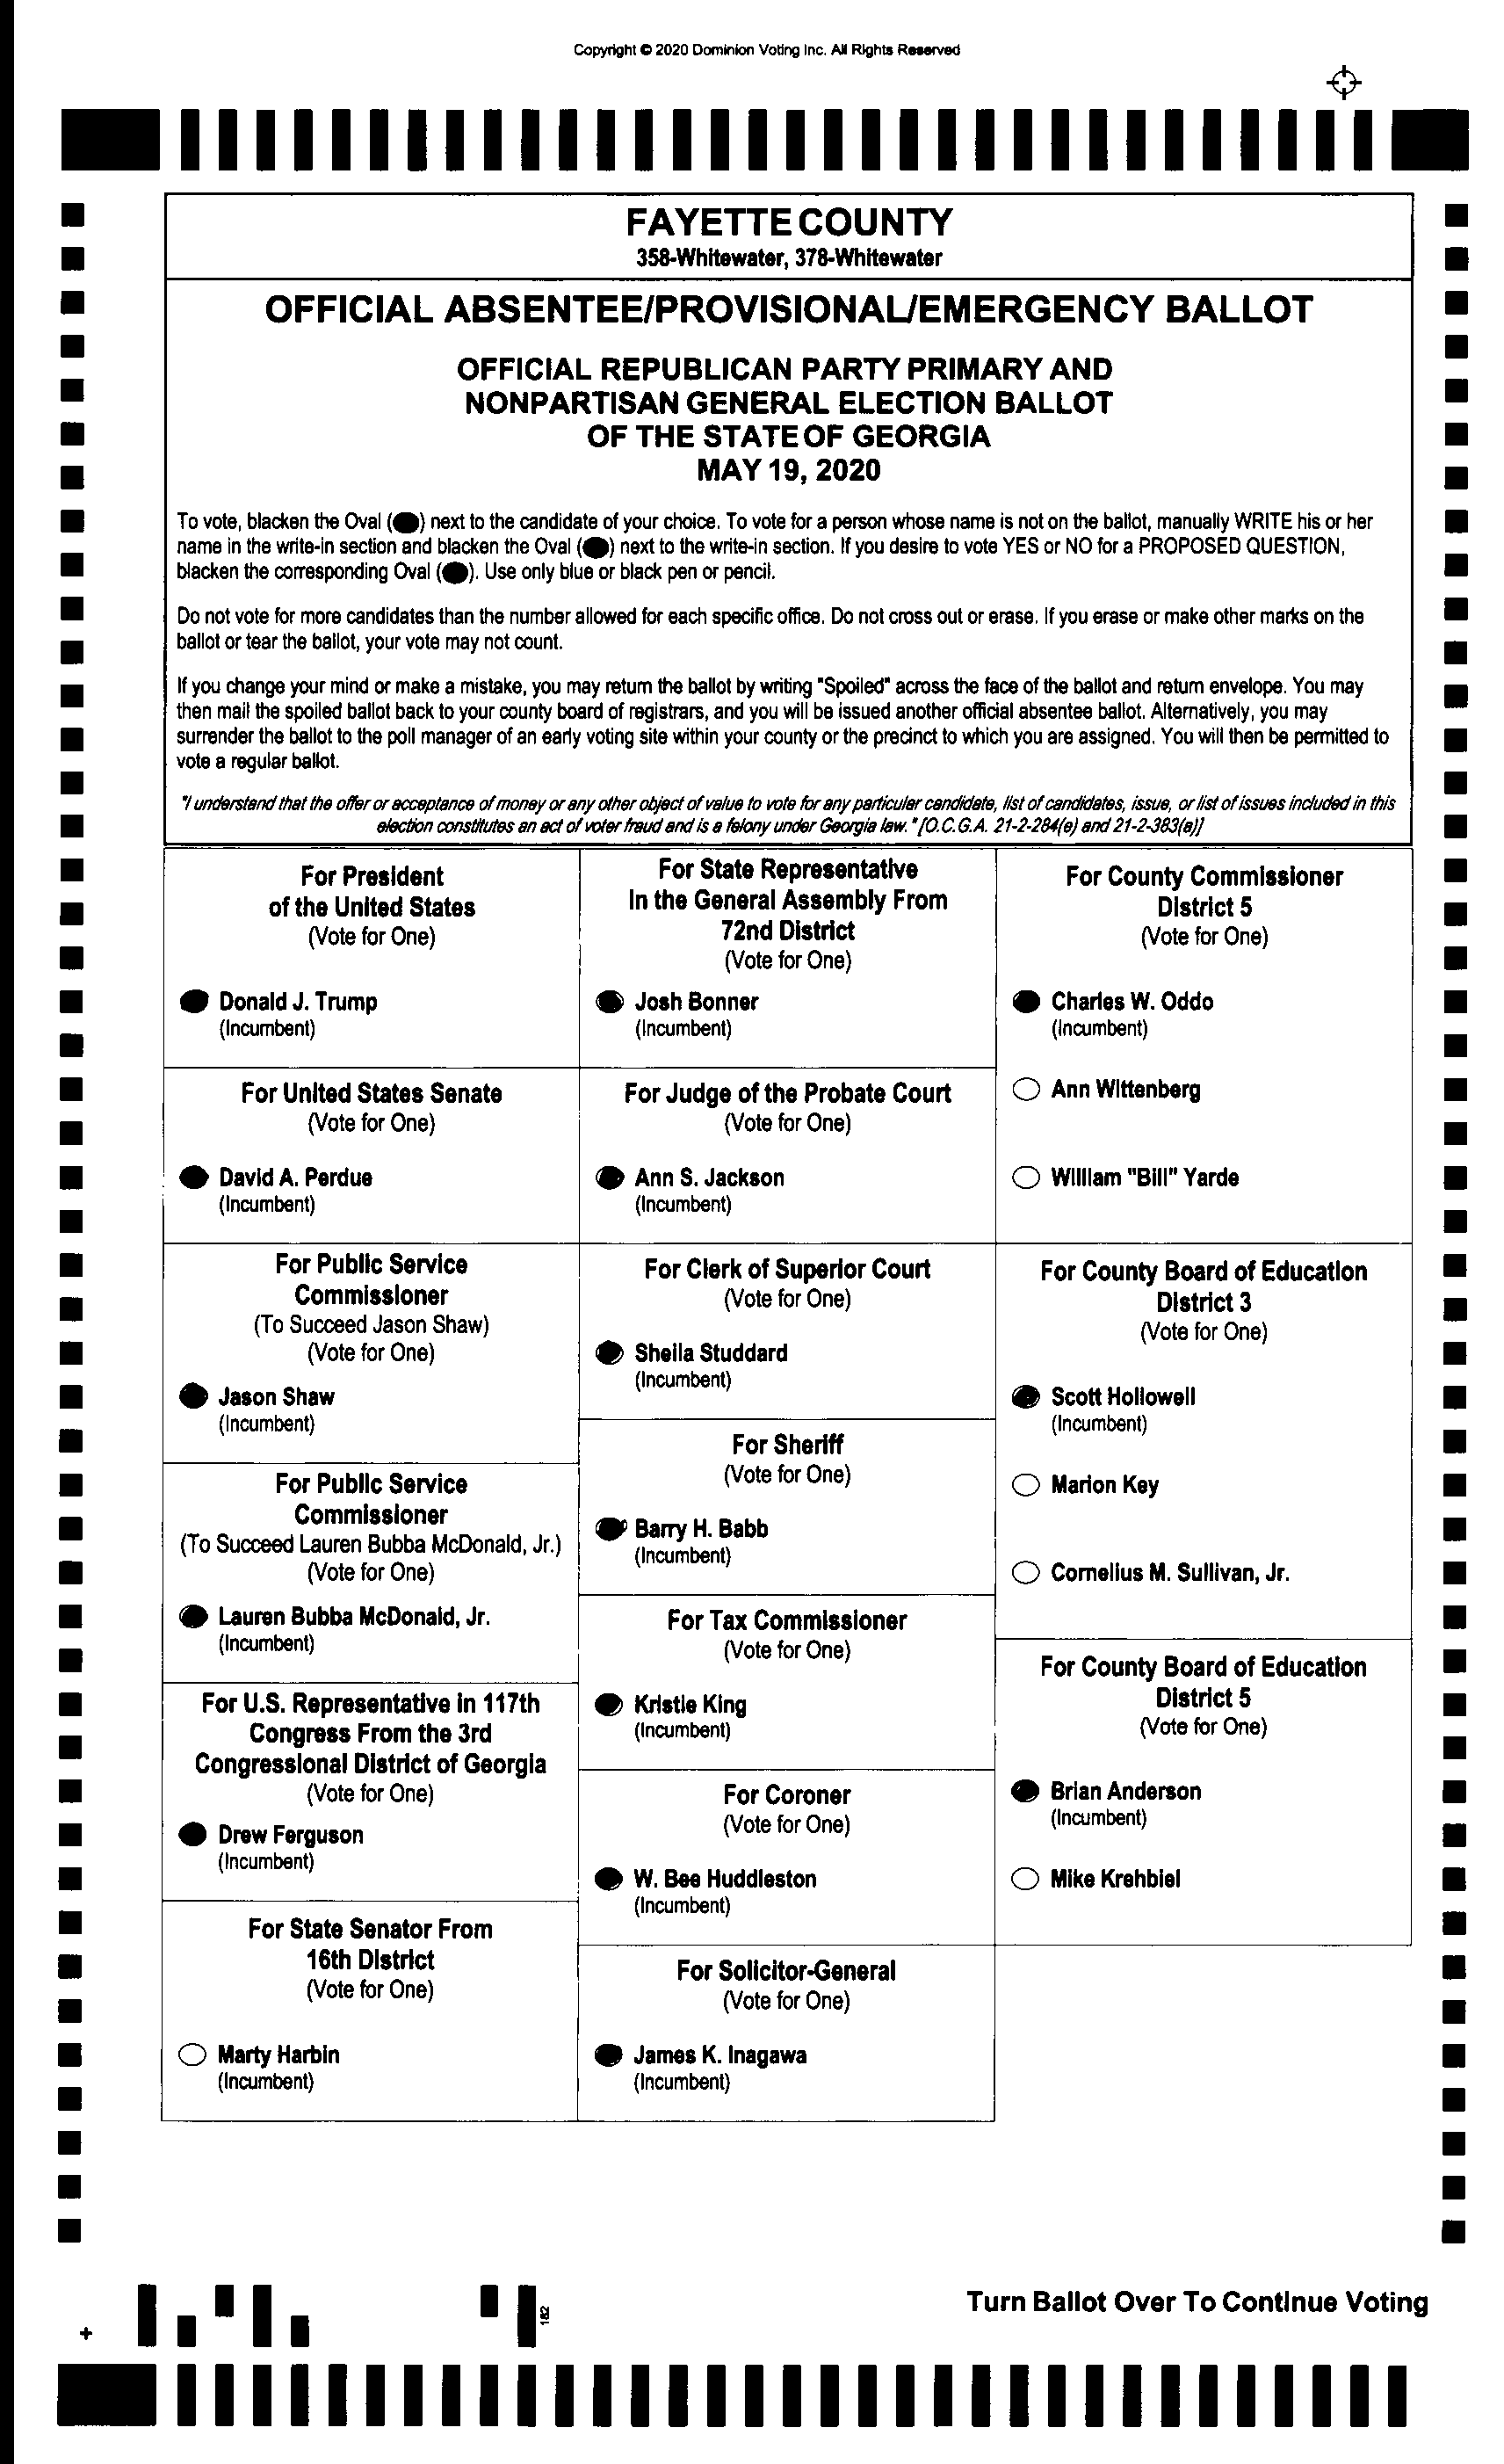 Copyright © 2020 Dominion Voting Inc. All Rights Reserved
FAYETTE COUNTY
358-Whitewater, 378-Whitewater
OFFICIAL ABSENTEE/PROVISIONAL/EMERGENCY BALLOT
OFFICIAL REPUBLICAN PARTY PRIMARY AND
NONPARTISAN GENERAL ELECTION BALLOT
OF THE STATE OF GEORGIA
MAY 19, 2020
To vote, blacken the Oval (●) next to the candidate of your choice. To vote for a person whose name is not on the ballot, manually WRITE his or her
name in the write-in section and blacken the Oval (●) next to the write-in section. If you desire to vote YES or NO for a PROPOSED QUESTION,
blacken the corresponding Oval (●). Use only blue or black pen or pencil.
Do not vote for more candidates than the number allowed for each specific office. Do not cross out or erase. If you erase or make other marks on the
ballot or tear the ballot, your vote may not count.
If you change your mind or make a mistake, you may return the ballot by writing "Spoiled" across the face of the ballot and return envelope. You may
then mail the spoiled ballot back to your county board of registrars, and you will be issued another official absentee ballot. Alternatively, you may
surrender the ballot to the poll manager of an early voting site within your county or the precinct to which you are assigned. You will then be permitted to
vote a regular ballot.
"I understand that the offer or acceptance of money or any other object of value to vote for any particular candidate, list of candidates, issue, or list of issues included in this
election constitutes an act of voter fraud and is a felony under Georgia law." [O.C.G.A. 21-2-284(e) and 21-2-383(a)]
For President
of the United States
(Vote for One)
Donald J. Trump
(Incumbent)
For United States Senate
(Vote for One)
David A. Perdue
(Incumbent)
For Public Service
Commissioner
(To Succeed Jason Shaw)
(Vote for One)
Jason Shaw
(Incumbent)
For Public Service
Commissioner
(To Succeed Lauren Bubba McDonald, Jr.)
(Vote for One)
Lauren Bubba McDonald, Jr.
(Incumbent)
For U.S. Representative in 117th
Congress From the 3rd
Congressional District of Georgia
(Vote for One)
Drew Ferguson
(Incumbent)
For State Senator From
16th District
(Vote for One)
Marty Harbin
(Incumbent)
For State Representative
In the General Assembly From
72nd District
(Vote for One)
Josh Bonner
(Incumbent)
For Judge of the Probate Court
(Vote for One)
Ann S. Jackson
(Incumbent)
For Clerk of Superior Court
(Vote for One)
Sheila Studdard
(Incumbent)
For Sheriff
(Vote for One)
Barry H. Babb
(Incumbent)
For Tax Commissioner
(Vote for One)
Kristie King
(Incumbent)
For Coroner
(Vote for One)
W. Bee Huddleston
(Incumbent)
For Solicitor-General
(Vote for One)
James K. Inagawa
(Incumbent)
For County Commissioner
District 5
(Vote for One)
Charles W. Oddo
(Incumbent)
Ann Wittenberg
William "Bill" Yarde
For County Board of Education
District 3
(Vote for One)
Scott Hollowell
(Incumbent)
Marion Key
Cornelius M. Sullivan, Jr.
For County Board of Education
District 5
(Vote for One)
Brian Anderson
(Incumbent)
Mike Krehbiel
Turn Ballot Over To Continue Voting
182